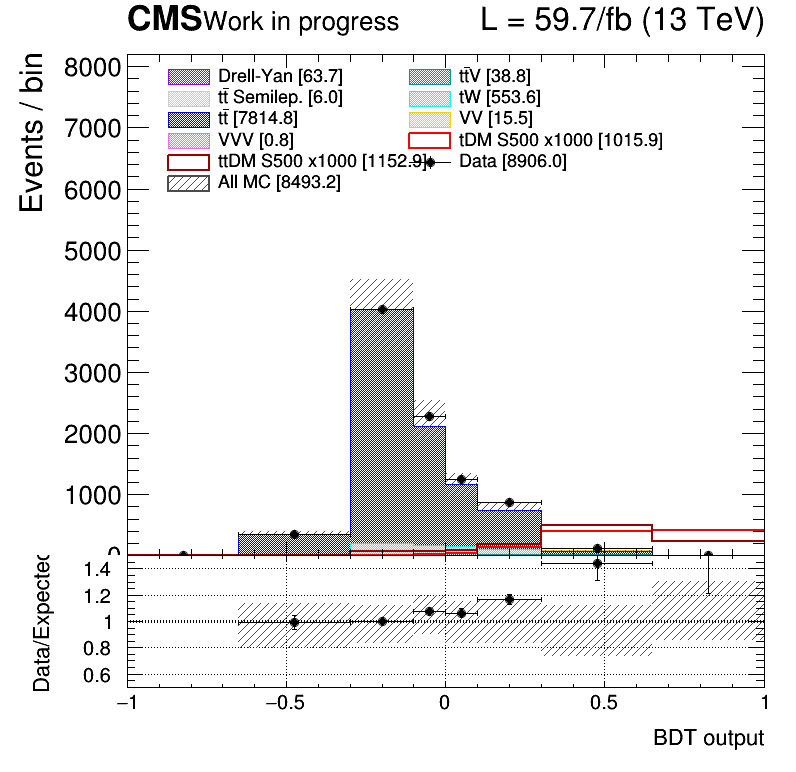 CMS Work in progress L = 59.7/fb (13 TeV)
Events / bin
8000
7000
6000
5000
4000
3000
2000
1000
0
Drell-Yan [63.7] tt̄V [38.8]
tt̄ Semilep. [6.0] tW [553.6]
tt̄ [7814.8] VV [15.5]
VVV [0.8] tDM S500 x1000 [1015.9]
ttDM S500 x1000 [1152.9] Data [8906.0]
All MC [8493.2]
Data/Expected
1.4
1.2
1
0.8
0.6
−1 −0.5 0 0.5 1
BDT output